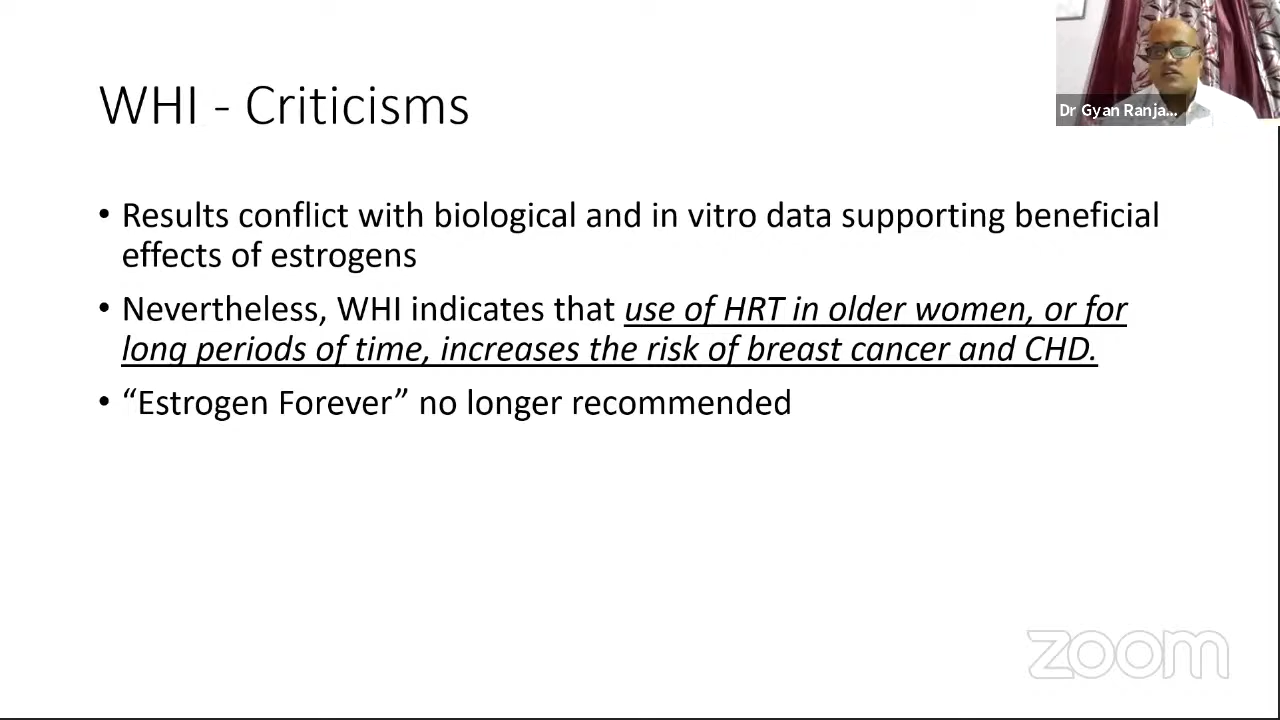 WHI - Criticisms
Dr Gyan Ranja...
• Results conflict with biological and in vitro data supporting beneficial
effects of estrogens
• Nevertheless, WHI indicates that use of HRT in older women, or for
long periods of time, increases the risk of breast cancer and CHD.
• “Estrogen Forever” no longer recommended
zoom